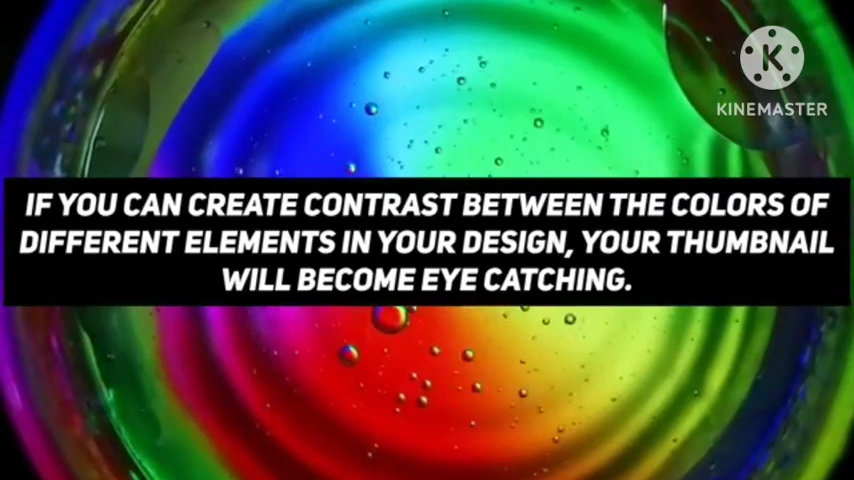 KINEMASTER
IF YOU CAN CREATE CONTRAST BETWEEN THE COLORS OF
DIFFERENT ELEMENTS IN YOUR DESIGN, YOUR THUMBNAIL
WILL BECOME EYE CATCHING.